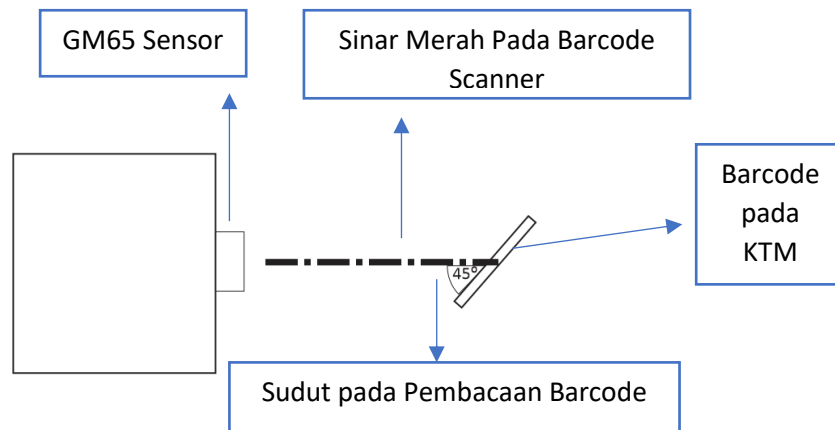 GM65 Sensor
Sinar Merah Pada Barcode
Scanner
Barcode
pada
KTM
45°
Sudut pada Pembacaan Barcode